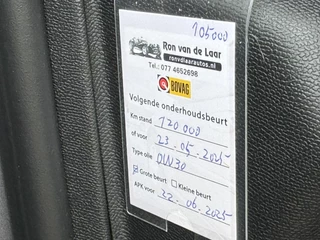 105000
Ron van de Laar
ronvdlaarautos.nl
Tel.: 077 4652698
BOVAG
Volgende onderhoudsbeurt
Km stand 120 000
of voor 23.05.2025
Type olie 0W30
Grote beurt Kleine beurt
APK voor 22.06.2025